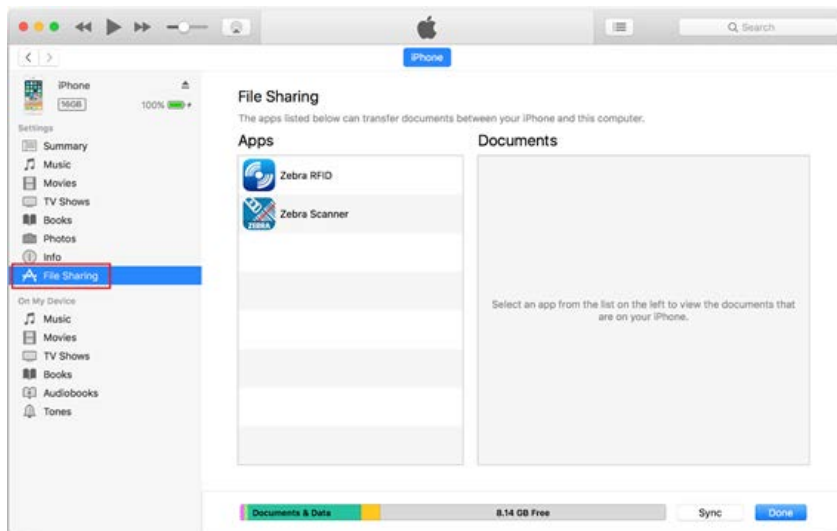 Search
iPhone
iPhone
16GB 100%
Settings
Summary
Music
Movies
TV Shows
Books
Photos
Info
File Sharing
On My Device
Music
Movies
TV Shows
Books
Audiobooks
Tones
File Sharing
The apps listed below can transfer documents between your iPhone and this computer.
Apps
Zebra RFID
ZEBRA
Zebra Scanner
Documents
Select an app from the list on the left to view the documents that
are on your iPhone.
Documents & Data
8.14 GB Free
Sync
Done